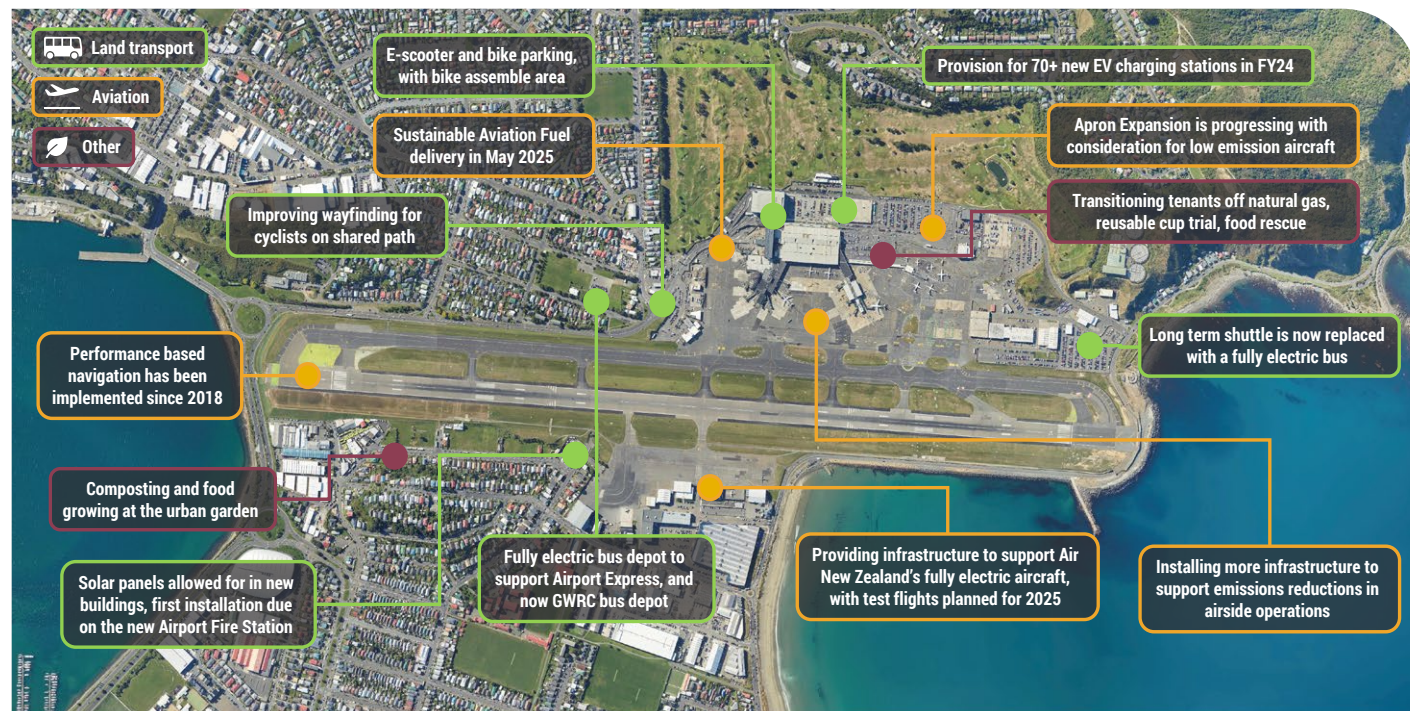 Land transport
Aviation
Other
E-scooter and bike parking,
with bike assemble area
Provision for 70+ new EV charging stations in FY24
Sustainable Aviation Fuel
delivery in May 2025
Apron Expansion is progressing with
consideration for low emission aircraft
Transitioning tenants off natural gas,
reusable cup trial, food rescue
Improving wayfinding for
cyclists on shared path
Long term shuttle is now replaced
with a fully electric bus
Performance based
navigation has been
implemented since 2018
Composting and food
growing at the urban garden
Solar panels allowed for in new
buildings, first installation due
on the new Airport Fire Station
Fully electric bus depot to
support Airport Express, and
now GWRC bus depot
Providing infrastructure to support Air
New Zealand's fully electric aircraft,
with test flights planned for 2025
Installing more infrastructure to
support emissions reductions in
airside operations